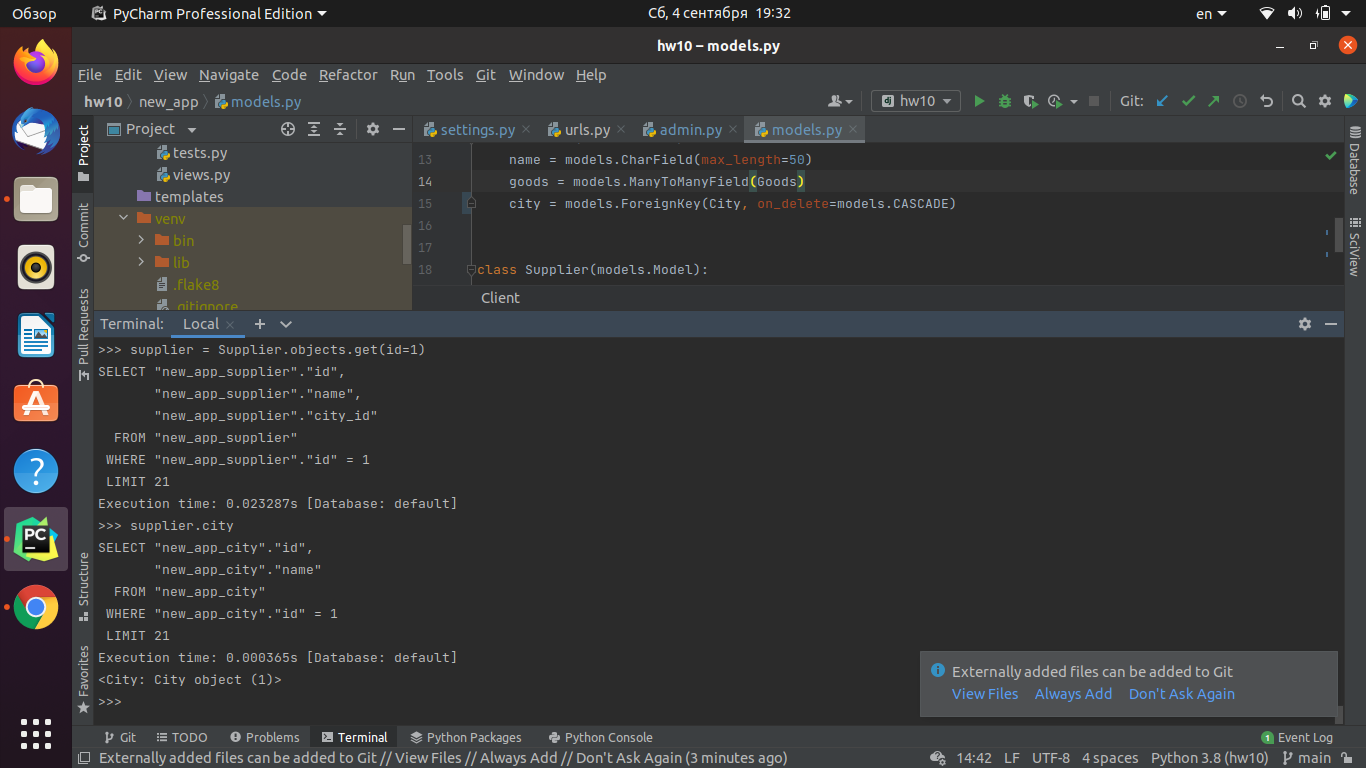 Обзор PyCharm Professional Edition Сб, 4 сентября 19:32 en
hw10 – models.py
File Edit View Navigate Code Refactor Run Tools Git Window Help
hw10 new_app models.py hw10 Git:
Project settings.py urls.py admin.py models.py
tests.py
views.py
templates
venv
bin
lib
.flake8
.gitignore
13 name = models.CharField(max_length=50)
14 goods = models.ManyToManyField(Goods)
15 city = models.ForeignKey(City, on_delete=models.CASCADE)
16
17
18 class Supplier(models.Model):
Client
Project
Commit
Pull Requests
Structure
Favorites
Database
SciView
Terminal: Local
>>> supplier = Supplier.objects.get(id=1)
SELECT "new_app_supplier"."id",
"new_app_supplier"."name",
"new_app_supplier"."city_id"
FROM "new_app_supplier"
WHERE "new_app_supplier"."id" = 1
LIMIT 21
Execution time: 0.023287s [Database: default]
>>> supplier.city
SELECT "new_app_city"."id",
"new_app_city"."name"
FROM "new_app_city"
WHERE "new_app_city"."id" = 1
LIMIT 21
Execution time: 0.000365s [Database: default]
<City: City object (1)>
>>>
Externally added files can be added to Git
View Files Always Add Don't Ask Again
Git TODO Problems Terminal Python Packages Python Console 1 Event Log
Externally added files can be added to Git // View Files // Always Add // Don't Ask Again (3 minutes ago) 14:42 LF UTF-8 4 spaces Python 3.8 (hw10) main